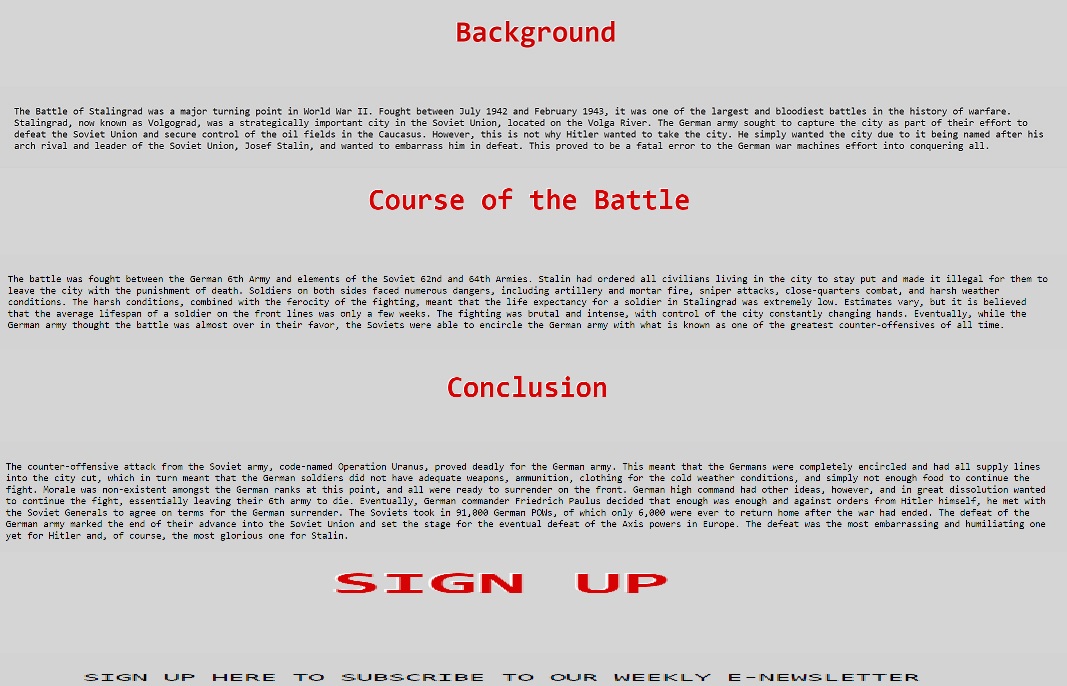 Background
The Battle of Stalingrad was a major turning point in World War II. Fought between July 1942 and February 1943, it was one of the largest and bloodiest battles in the history of warfare.
Stalingrad, now known as Volgograd, was a strategically important city in the Soviet Union, located on the Volga River. The German army sought to capture the city as part of their effort to
defeat the Soviet Union and secure control of the oil fields in the Caucasus. However, this is not why Hitler wanted to take the city. He simply wanted the city due to it being named after his
arch rival and leader of the Soviet Union, Josef Stalin, and wanted to embarrass him in defeat. This proved to be a fatal error to the German war machines effort into conquering all.
Course of the Battle
The battle was fought between the German 6th Army and elements of the Soviet 62nd and 64th Armies. Stalin had ordered all civilians living in the city to stay put and made it illegal for them to
leave the city with the punishment of death. Soldiers on both sides faced numerous dangers, including artillery and mortar fire, sniper attacks, close-quarters combat, and harsh weather
conditions. The harsh conditions, combined with the ferocity of the fighting, meant that the life expectancy for a soldier in Stalingrad was extremely low. Estimates vary, but it is believed
that the average lifespan of a soldier on the front lines was only a few weeks. The fighting was brutal and intense, with control of the city constantly changing hands. Eventually, while the
German army thought the battle was almost over in their favor, the Soviets were able to encircle the German army with what is known as one of the greatest counter-offensives of all time.
Conclusion
The counter-offensive attack from the Soviet army, code-named Operation Uranus, proved deadly for the German army. This meant that the Germans were completely encircled and had all supply lines
into the city cut, which in turn meant that the German soldiers did not have adequate weapons, ammunition, clothing for the cold weather conditions, and simply not enough food to continue the
fight. Morale was non-existent amongst the German ranks at this point, and all were ready to surrender on the front. German high command had other ideas, however, and in great dissolution wanted
to continue the fight, essentially leaving their 6th army to die. Eventually, German commander Friedrich Paulus decided that enough was enough and against orders from Hitler himself, he met with
the Soviet Generals to agree on terms for the German surrender. The Soviets took in 91,000 German POWs, of which only 6,000 were ever to return home after the war had ended. The defeat of the
German army marked the end of their advance into the Soviet Union and set the stage for the eventual defeat of the Axis powers in Europe. The defeat was the most embarrassing and humiliating one
yet for Hitler and, of course, the most glorious one for Stalin.
SIGN UP
SIGN UP HERE TO SUBSCRIBE TO OUR WEEKLY E-NEWSLETTER